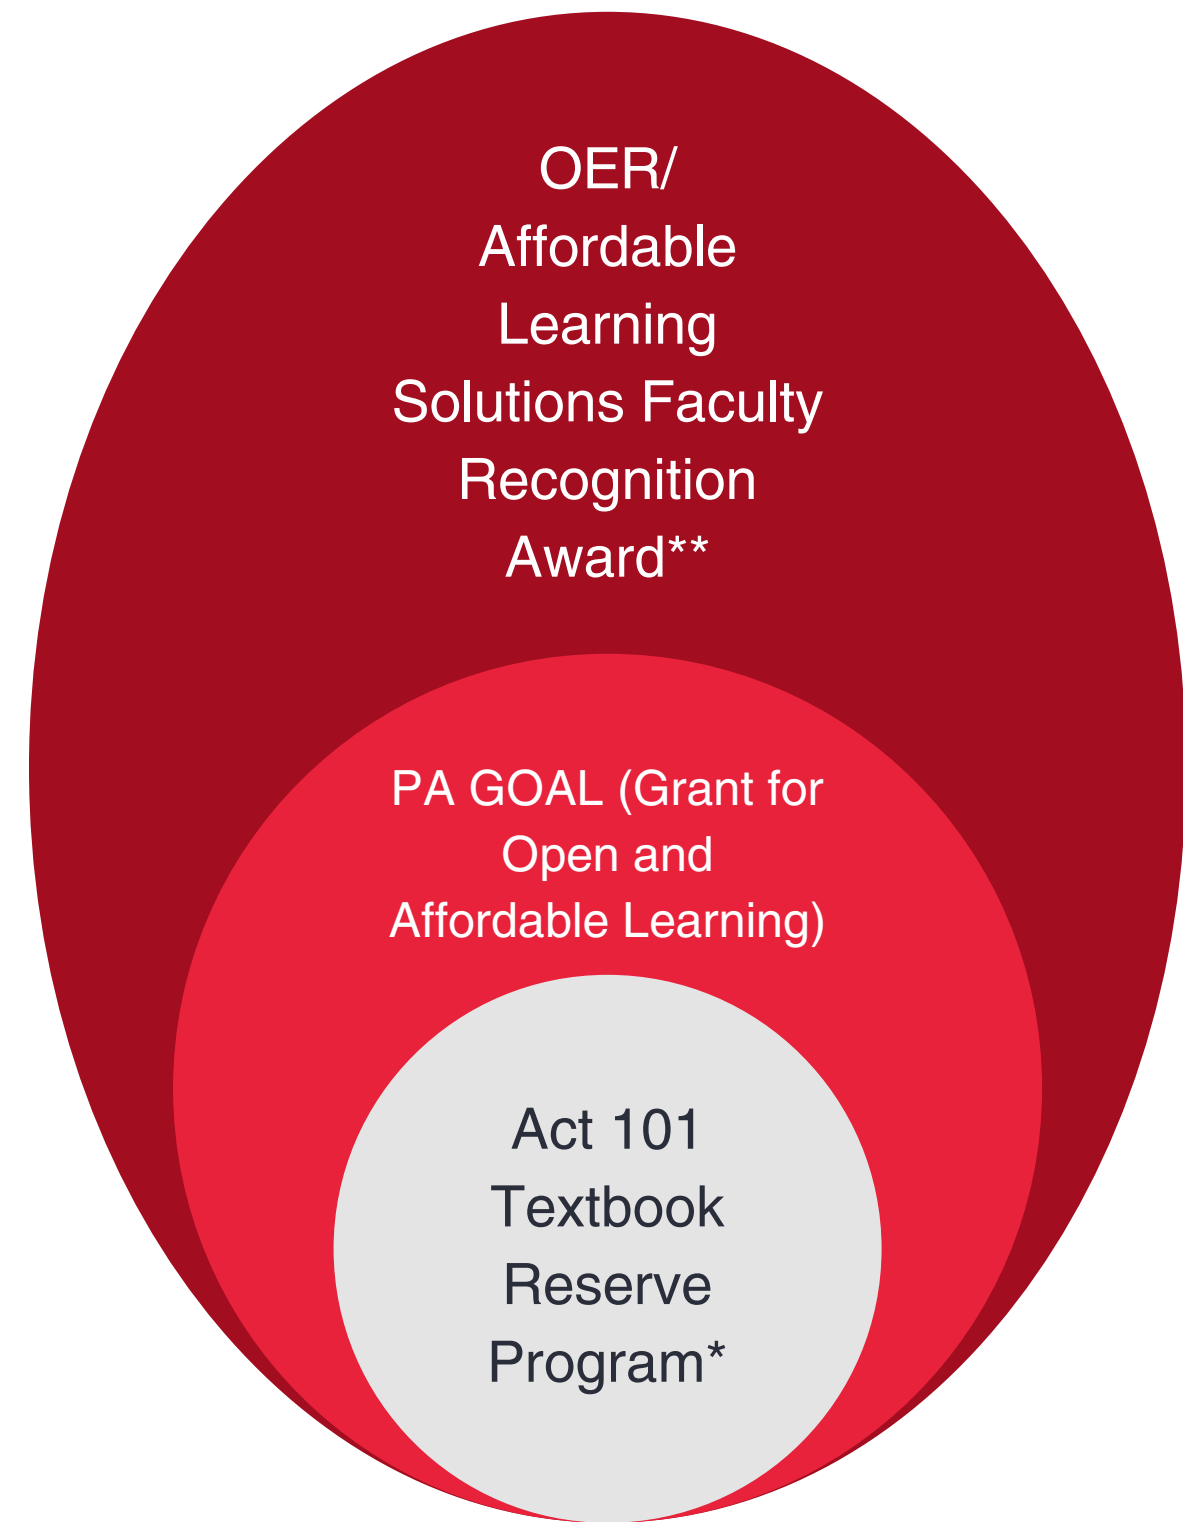 OER/
Affordable
Learning
Solutions Faculty
Recognition
Award**
PA GOAL (Grant for
Open and
Affordable Learning)
Act 101
Textbook
Reserve
Program*